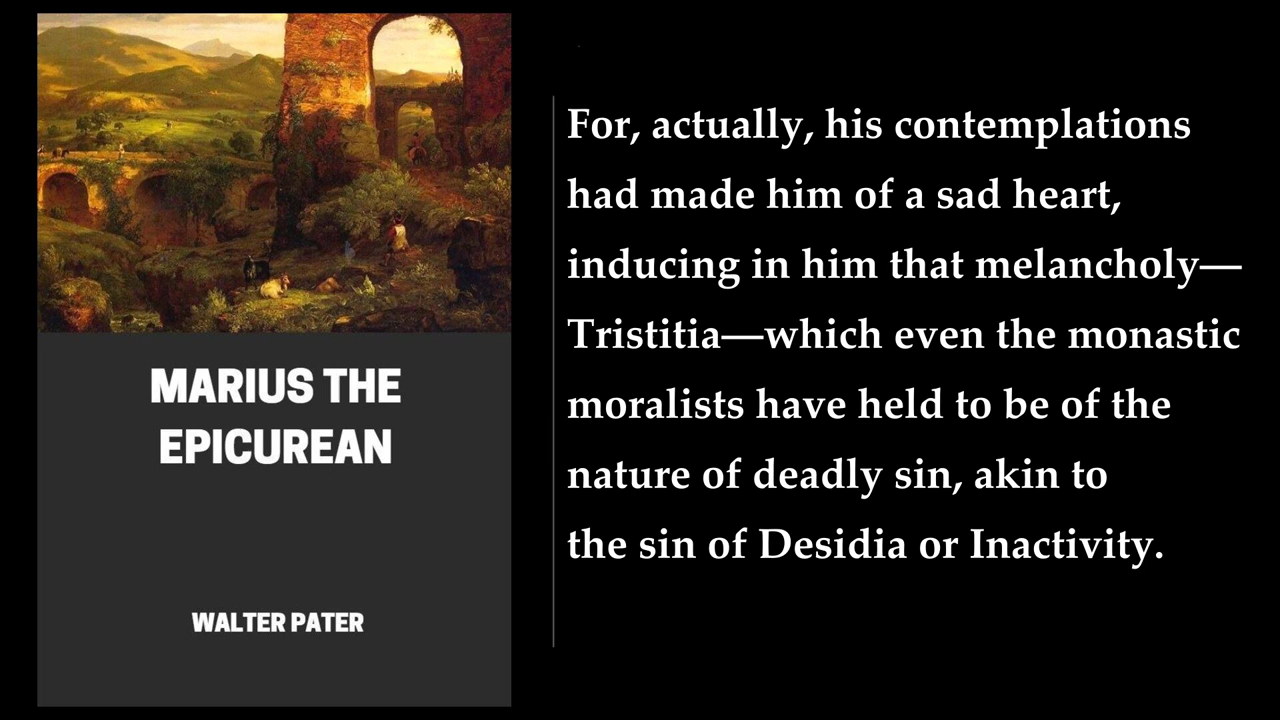 MARIUS THE
EPICUREAN
WALTER PATER
For, actually, his contemplations
had made him of a sad heart,
inducing in him that melancholy—
Tristitia—which even the monastic
moralists have held to be of the
nature of deadly sin, akin to
the sin of Desidia or Inactivity.